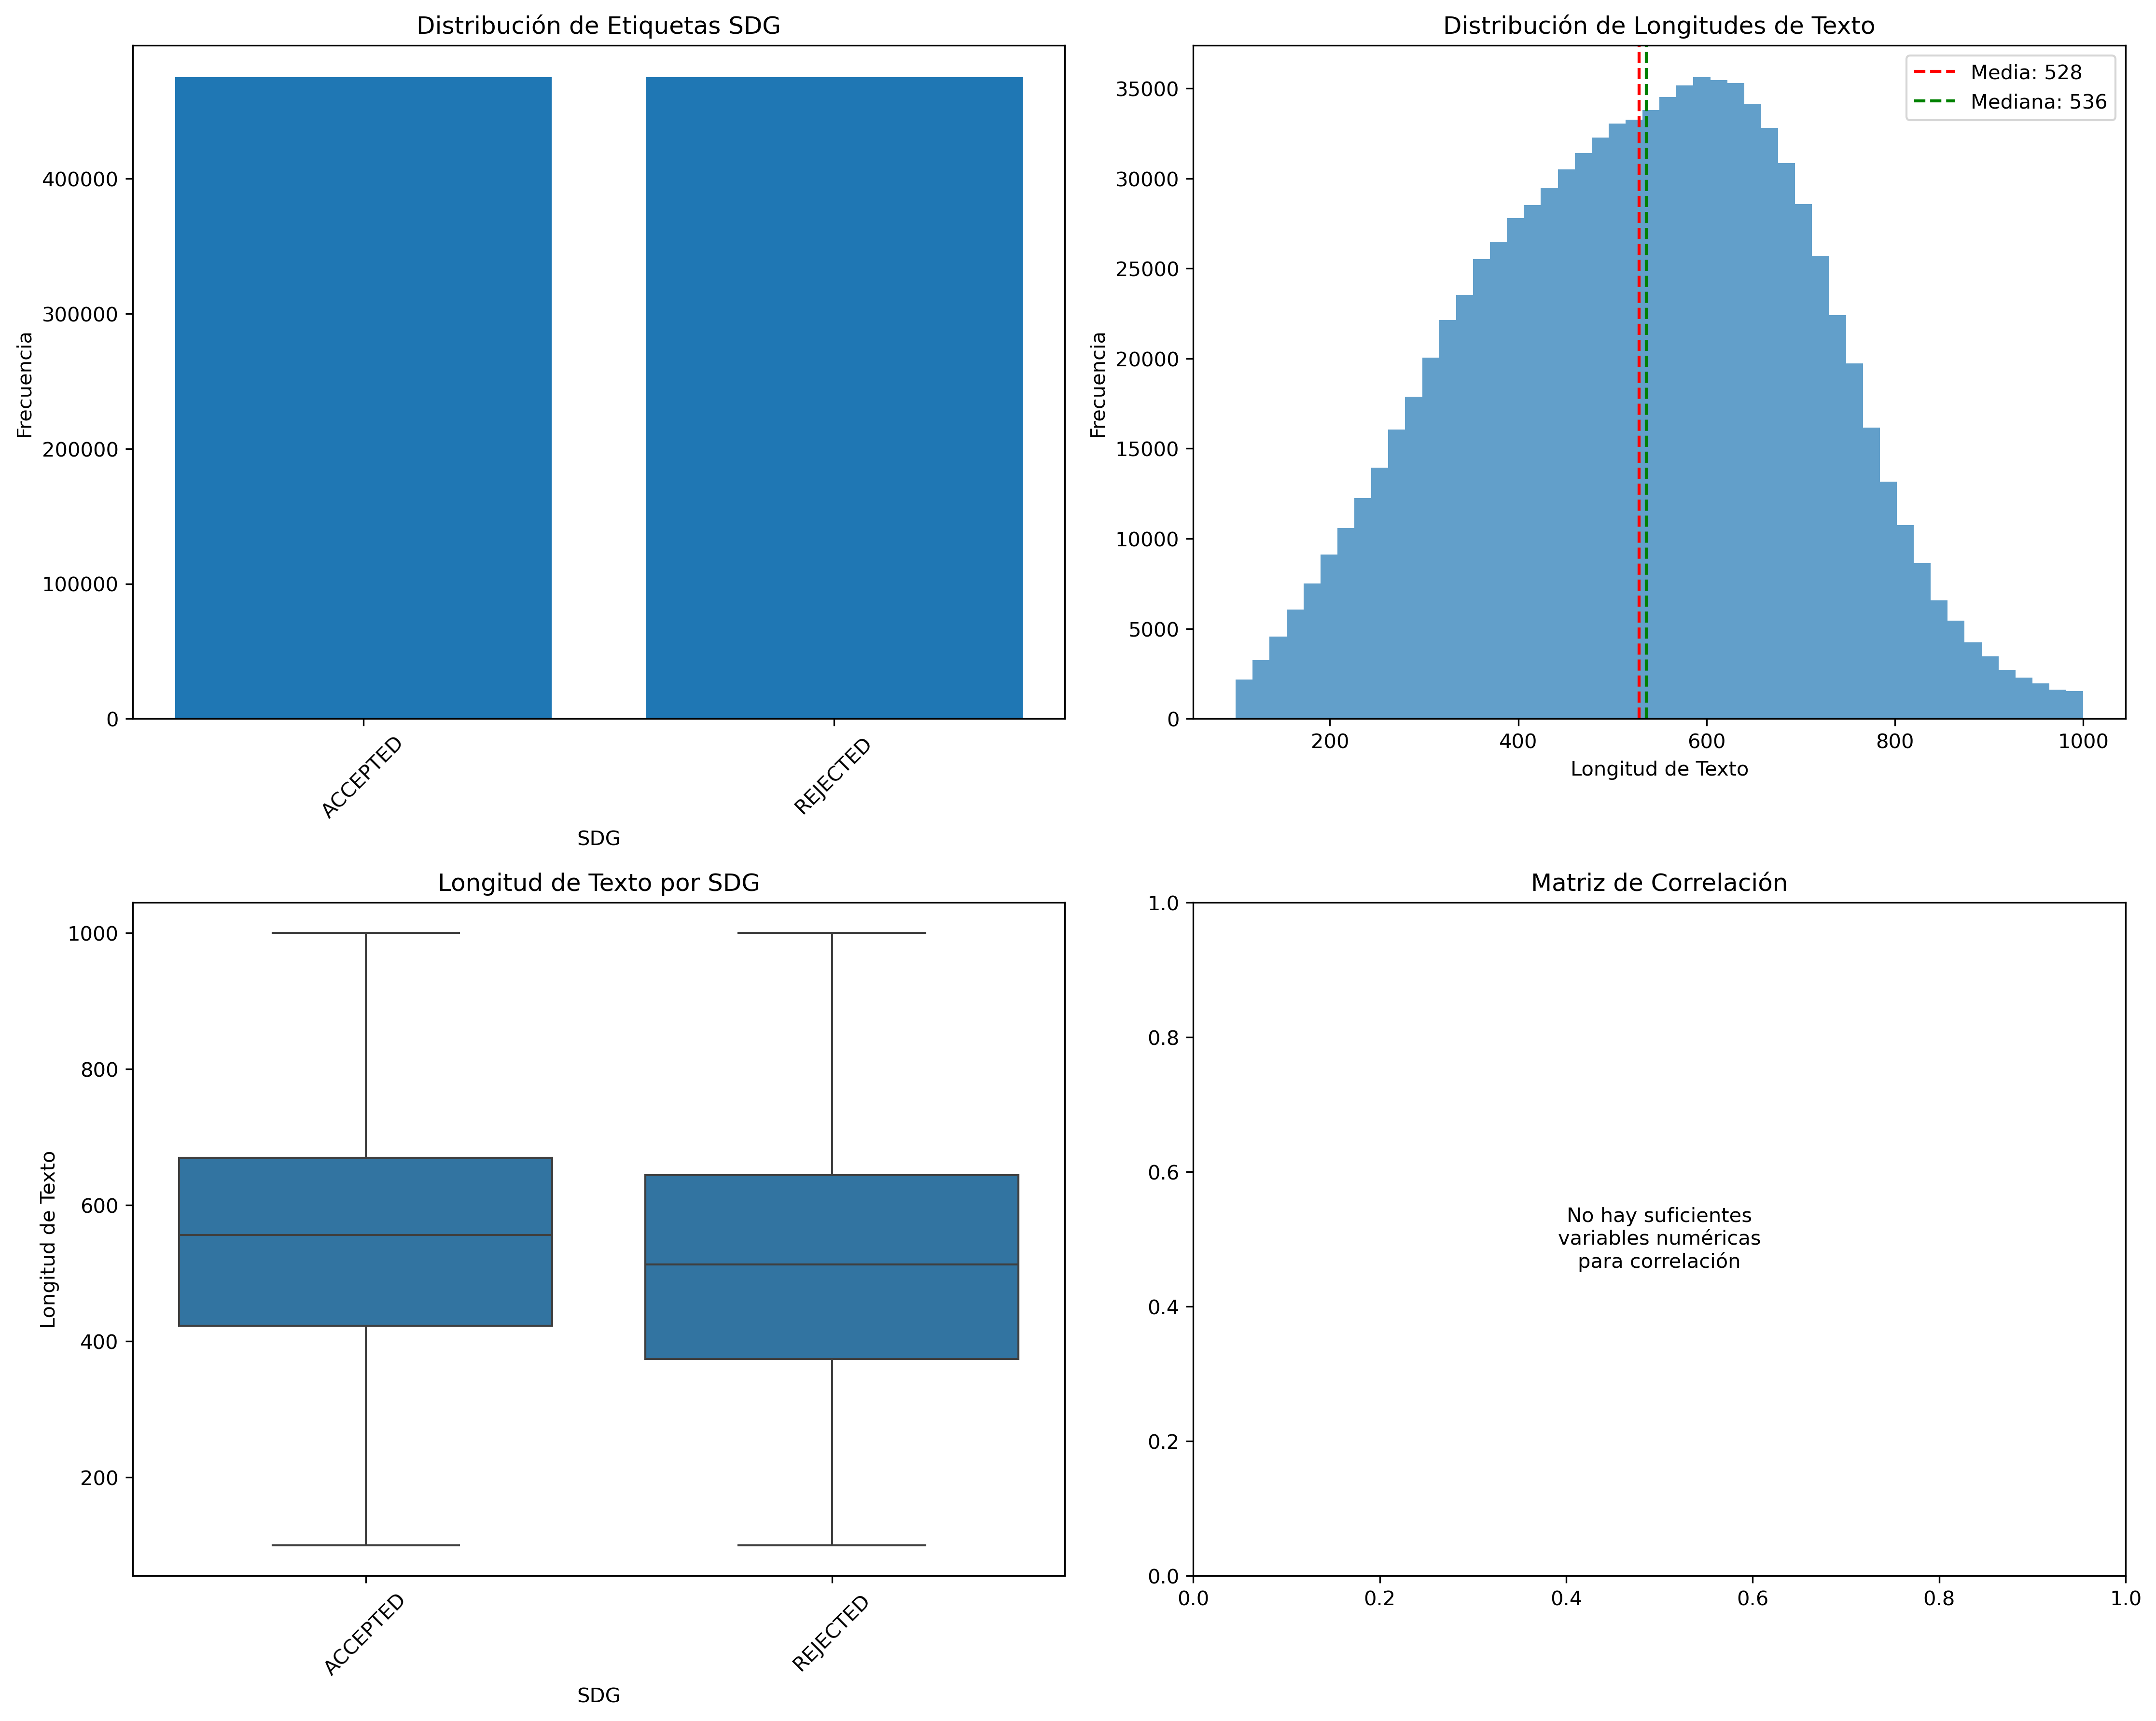 Distribución de Etiquetas SDG
Frecuencia
400000
300000
200000
100000
0
ACCEPTED
REJECTED
SDG
Distribución de Longitudes de Texto
Media: 528
Mediana: 536
Frecuencia
35000
30000
25000
20000
15000
10000
5000
0
200
400
600
800
1000
Longitud de Texto
Longitud de Texto por SDG
Longitud de Texto
1000
800
600
400
200
ACCEPTED
REJECTED
SDG
Matriz de Correlación
1.0
0.8
0.6
0.4
0.2
0.0
No hay suficientes
variables numéricas
para correlación
0.0
0.2
0.4
0.6
0.8
1.0